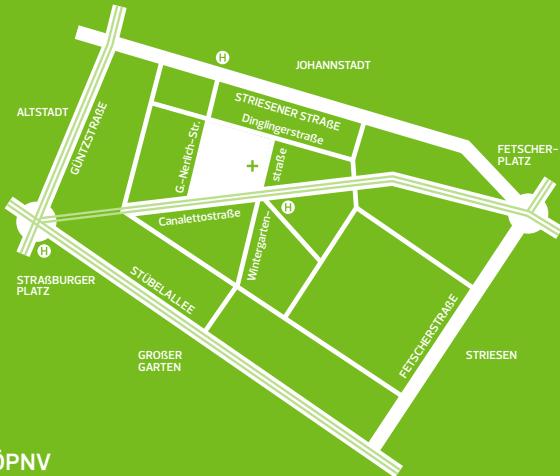 H
JOHANNSTADT
STRIESENER STRAßE
Dinglingerstraße
ALTSTADT
GÜNTZSTRAßE
G.-Nerlich-Str.
straße
FETSCHER-
PLATZ
H
Canalettostraße
Wintergarten-
H
STRAßBURGER
PLATZ
STÜBELALLEE
FETSCHERSTRAßE
GROßER
GARTEN
STRIESEN
ÖPNV